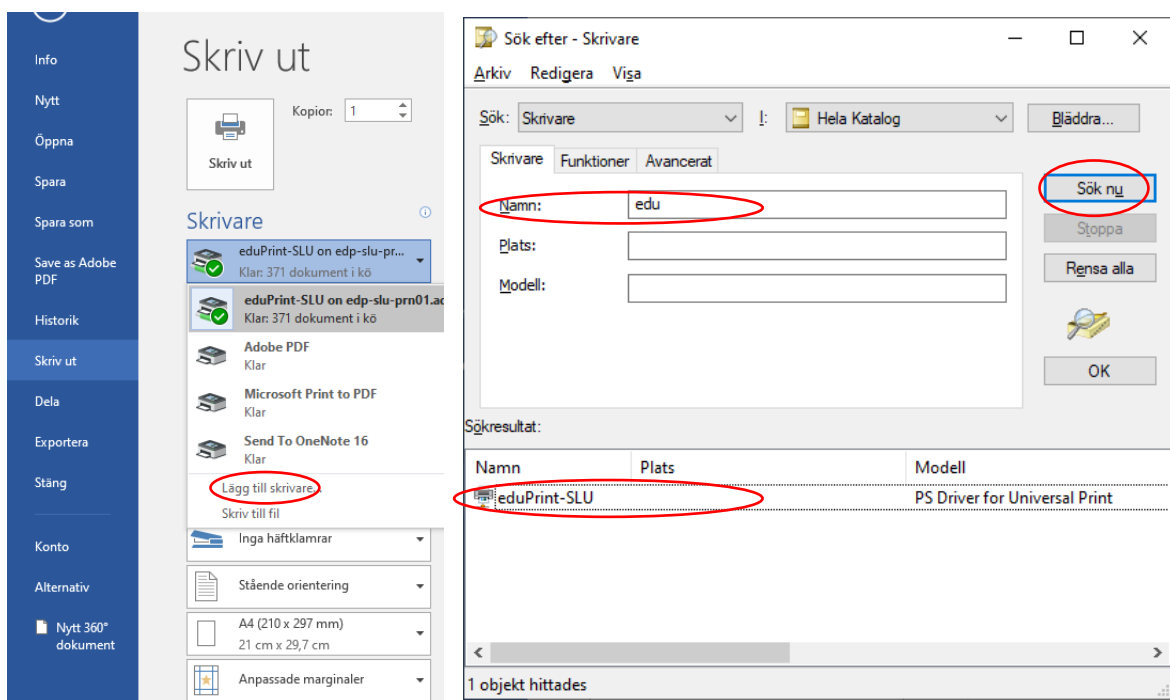 Info
Nytt
Öppna
Spara
Spara som
Save as Adobe
PDF
Historik
Skriv ut
Dela
Exportera
Stäng
Konto
Alternativ
Nytt 360°
dokument
Skriv ut
Skriv ut
Kopior: 1
Skrivare
eduPrint-SLU on edp-slu-pr...
Klar: 371 dokument i kö
eduPrint-SLU on edp-slu-prn01.ad
Klar: 371 dokument i kö
Adobe PDF
Klar
Microsoft Print to PDF
Klar
Send To OneNote 16
Klar
Lägg till skrivare...
Skriv till fil
Inga häftklamrar
Stående orientering
A4 (210 x 297 mm)
21 cm x 29,7 cm
Anpassade marginaler
Sök efter - Skrivare
Arkiv Redigera Visa
Sök: Skrivare I: Hela Katalog Bläddra...
Skrivare Funktioner Avancerat
Namn: edu
Plats:
Modell:
Sök nu
Stoppa
Rensa alla
OK
Sökresultat:
Namn Plats Modell
eduPrint-SLU PS Driver for Universal Print
1 objekt hittades